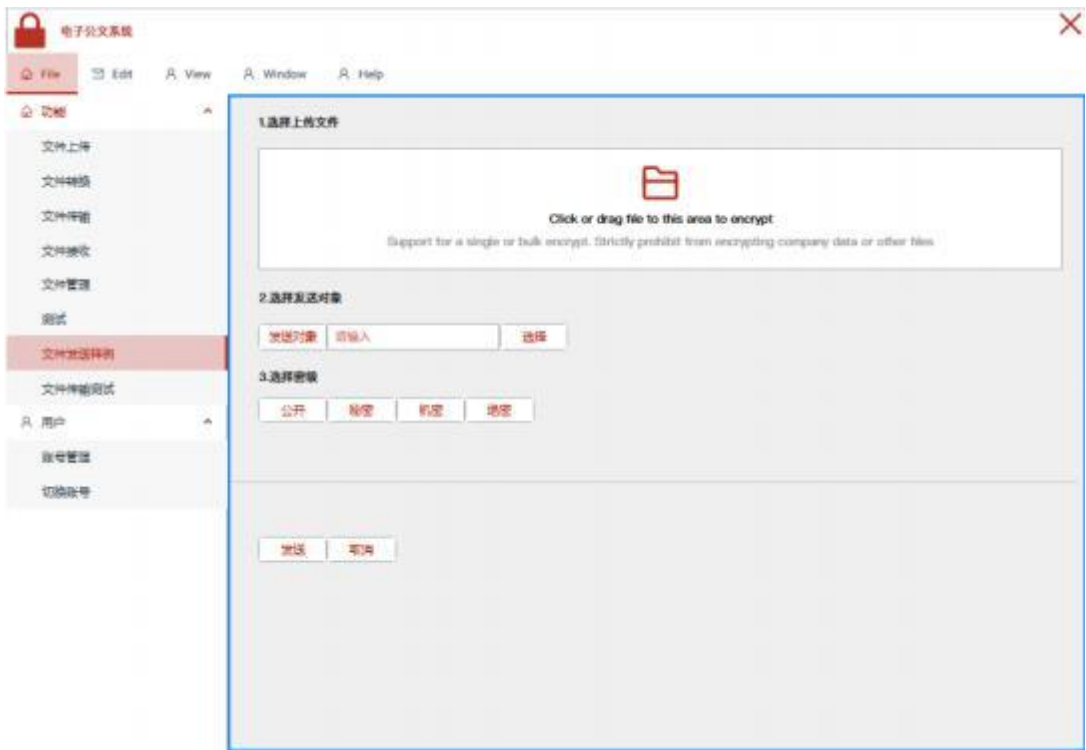 电子公文系统
File Edit View Window Help
功能
文件上传
文件转换
文件传输
文件接收
文件管理
测试
文件发送样例
文件传输测试
用户
账号管理
切换账号
1.选择上传文件
Click or drag file to this area to encrypt
Support for a single or bulk encrypt. Strictly prohibit from encrypting company data or other files
2.选择发送对象
发送对象 请输入 选择
3.选择密级
公开 秘密 机密 绝密
发送 取消